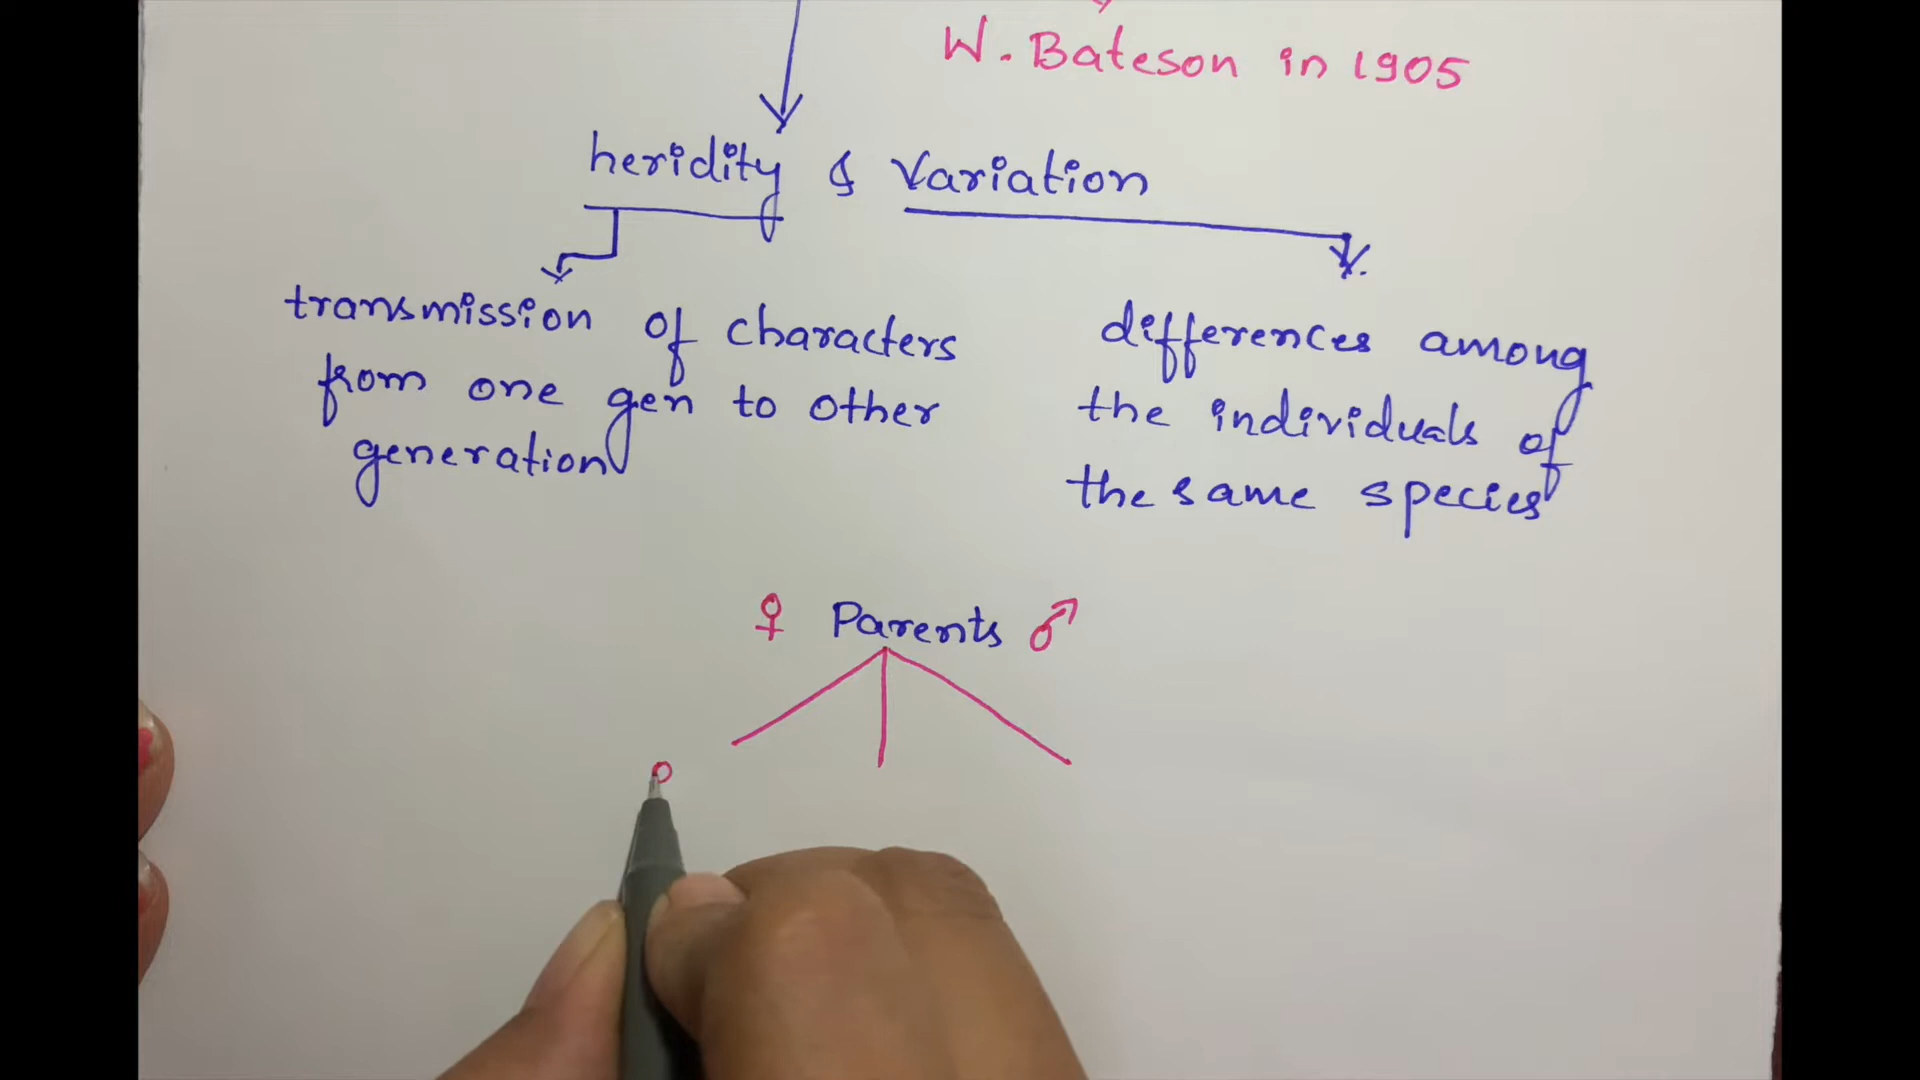 W. Bateson in 1905
heridity & Variation
transmission of characters
from one gen to other
generation
differences among
the individuals of
the same species
♀ Parents ♂